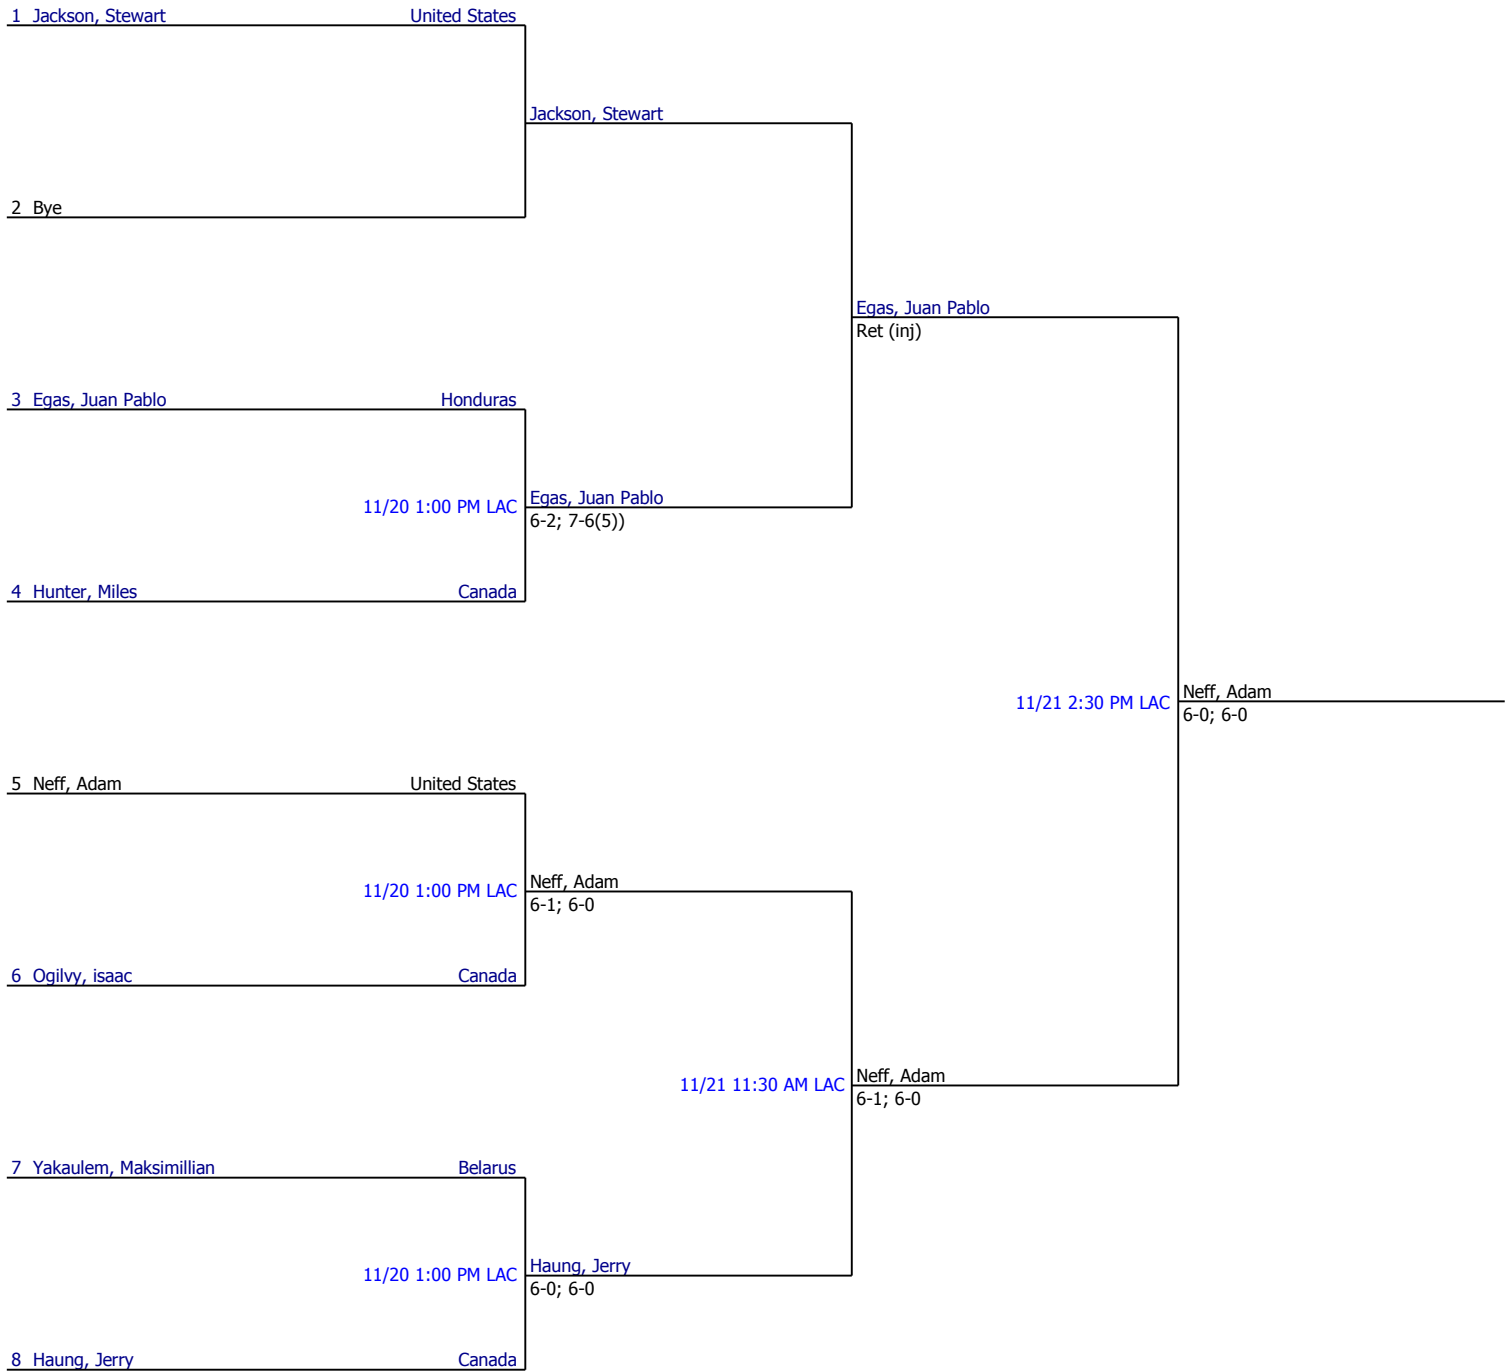 1 Jackson, Stewart United States
Jackson, Stewart
2 Bye
Egas, Juan Pablo
Ret (inj)
3 Egas, Juan Pablo Honduras
11/20 1:00 PM LAC Egas, Juan Pablo
6-2; 7-6(5))
4 Hunter, Miles Canada
11/21 2:30 PM LAC Neff, Adam
6-0; 6-0
5 Neff, Adam United States
11/20 1:00 PM LAC Neff, Adam
6-1; 6-0
6 Ogilvy, isaac Canada
11/21 11:30 AM LAC Neff, Adam
6-1; 6-0
7 Yakaulem, Maksimillian Belarus
11/20 1:00 PM LAC Haung, Jerry
6-0; 6-0
8 Haung, Jerry Canada